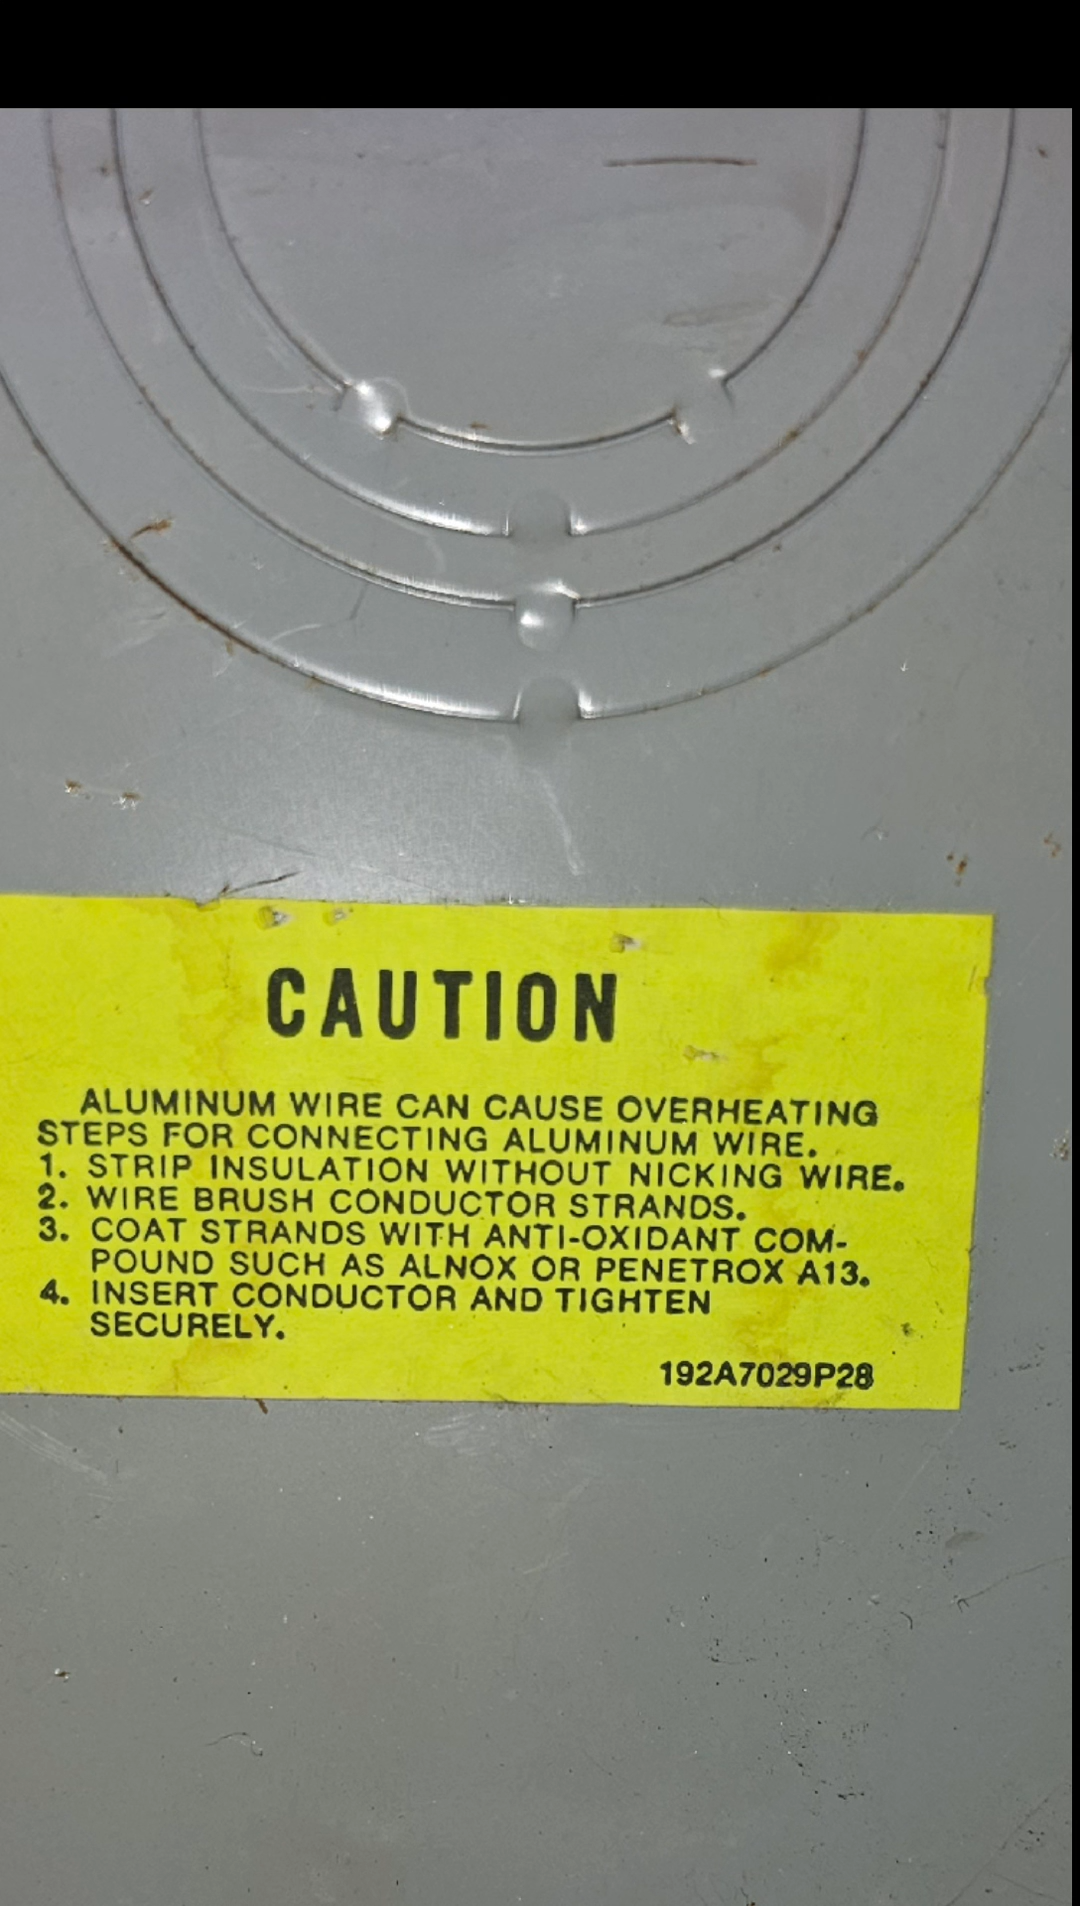 CAUTION
ALUMINUM WIRE CAN CAUSE OVERHEATING
STEPS FOR CONNECTING ALUMINUM WIRE.
1. STRIP INSULATION WITHOUT NICKING WIRE.
2. WIRE BRUSH CONDUCTOR STRANDS.
3. COAT STRANDS WITH ANTI-OXIDANT COM-
POUND SUCH AS ALNOX OR PENETROX A13.
4. INSERT CONDUCTOR AND TIGHTEN
SECURELY.
192A7029P28